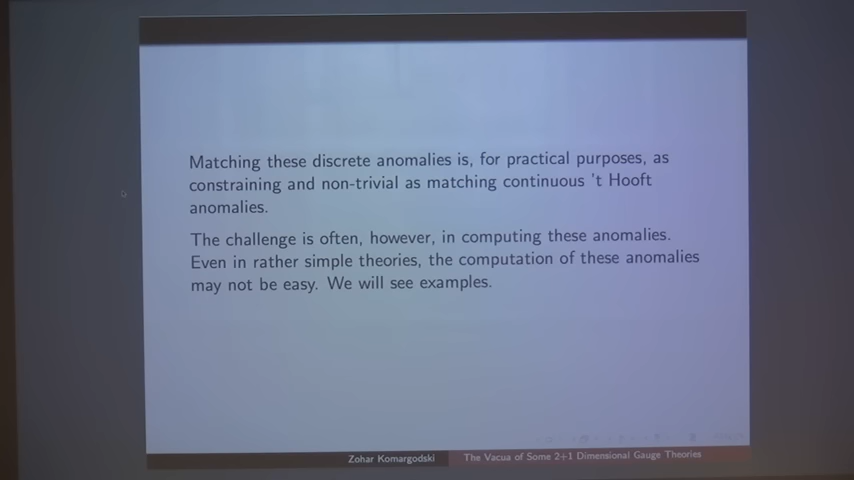 Matching these discrete anomalies is, for practical purposes, as
constraining and non-trivial as matching continuous 't Hooft
anomalies.
The challenge is often, however, in computing these anomalies.
Even in rather simple theories, the computation of these anomalies
may not be easy. We will see examples.
Zohar Komargodski
The Vacua of Some 2+1 Dimensional Gauge Theories